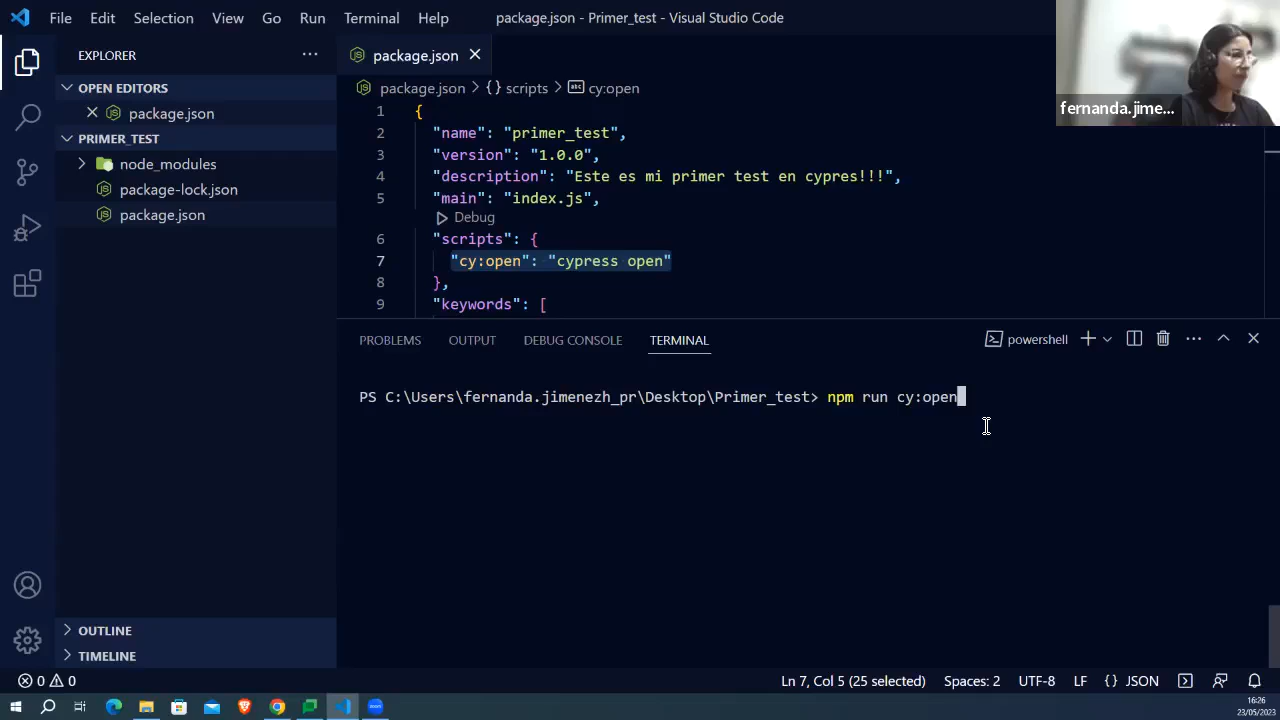 File Edit Selection View Go Run Terminal Help
package.json - Primer_test - Visual Studio Code
fernanda.jime...
EXPLORER
OPEN EDITORS
package.json
PRIMER_TEST
node_modules
package-lock.json
package.json
OUTLINE
TIMELINE
package.json
package.json > {} scripts > abc cy:open
1 {
2 "name": "primer_test",
3 "version": "1.0.0",
4 "description": "Este es mi primer test en cypres!!!",
5 "main": "index.js",
Debug
6 "scripts": {
7 "cy:open": "cypress open"
8 },
9 "keywords": [
PROBLEMS OUTPUT DEBUG CONSOLE TERMINAL
powershell
PS C:\Users\fernanda.jimenezh_pr\Desktop\Primer_test> npm run cy:open
0 0
Ln 7, Col 5 (25 selected) Spaces: 2 UTF-8 LF {} JSON
16:26
23/05/2023